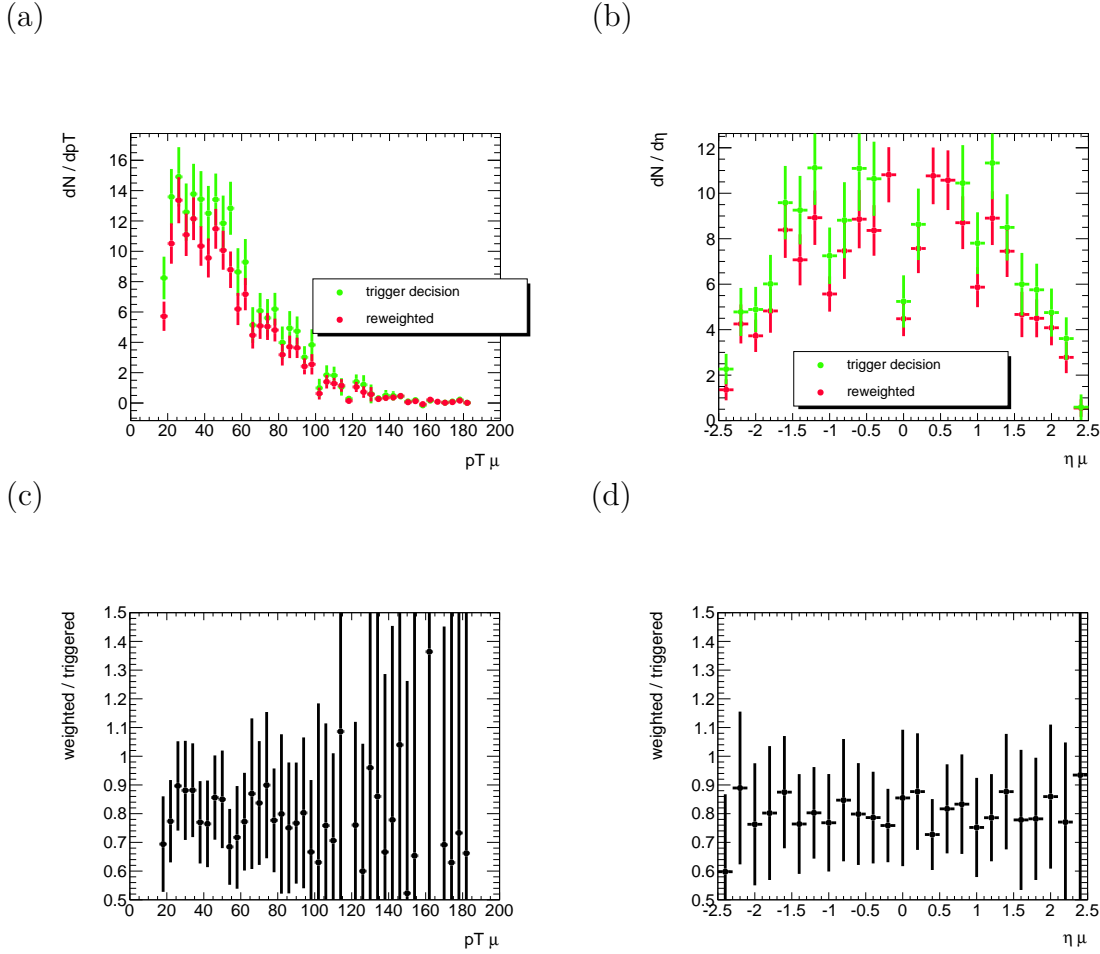 (a)
dN / dpT
16
14
12
10
8
6
4
2
0
0 20 40 60 80 100 120 140 160 180 200
pT μ
trigger decision
reweighted
(b)
dN / dη
12
10
8
6
4
2
0
-2.5 -2 -1.5 -1 -0.5 0 0.5 1 1.5 2 2.5
η μ
trigger decision
reweighted
(c)
weighted / triggered
1.5
1.4
1.3
1.2
1.1
1
0.9
0.8
0.7
0.6
0.5
0 20 40 60 80 100 120 140 160 180 200
pT μ
(d)
weighted / triggered
1.5
1.4
1.3
1.2
1.1
1
0.9
0.8
0.7
0.6
0.5
-2.5 -2 -1.5 -1 -0.5 0 0.5 1 1.5 2 2.5
η μ